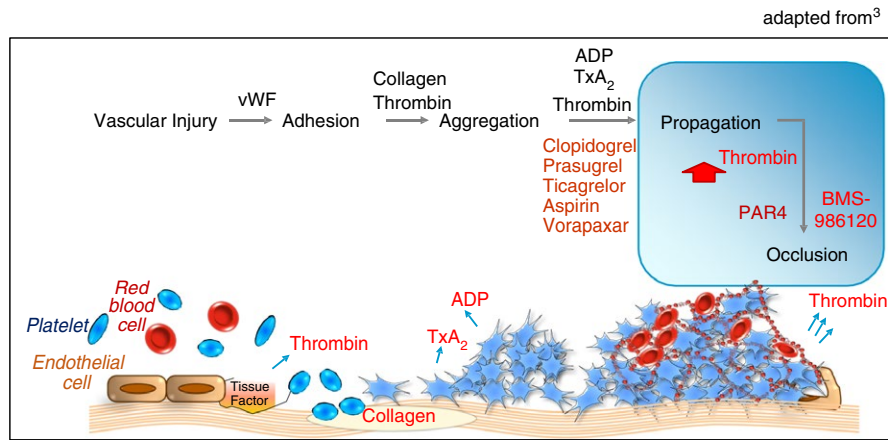 adapted from³
Vascular Injury
vWF
Adhesion
Collagen
Thrombin
Aggregation
ADP
TxA₂
Thrombin
Clopidogrel
Prasugrel
Ticagrelor
Aspirin
Vorapaxar
Propagation
Thrombin
PAR4
BMS-
986120
Occlusion
Platelet
Red
blood
cell
Endothelial
cell
Tissue
Factor
Thrombin
Collagen
TxA₂
ADP
Thrombin